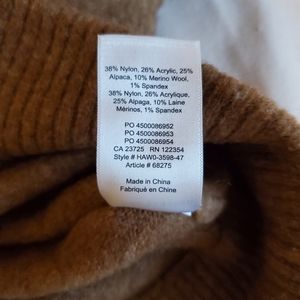 38% Nylon, 26% Acrylic, 25%
Alpaca, 10% Merino Wool,
1% Spandex
38% Nylon, 26% Acrylique,
25% Alpaga, 10% Laine
Mérinos, 1% Spandex
PO 4500086952
PO 4500086953
PO 4500086954
CA 23725 RN 122354
Style # HAW0-3598-47
Article # 68275
Made in China
Fabriqué en Chine